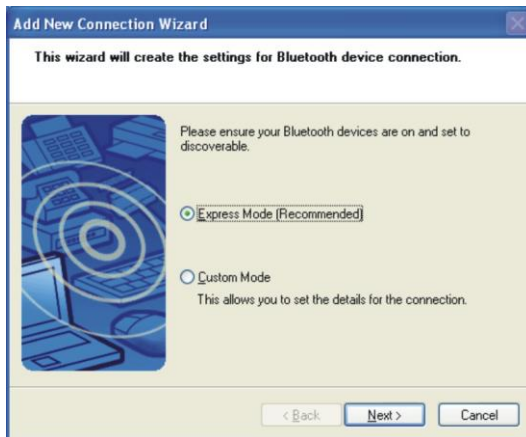 Add New Connection Wizard
This wizard will create the settings for Bluetooth device connection.
Please ensure your Bluetooth devices are on and set to
discoverable.
Express Mode (Recommended)
Custom Mode
This allows you to set the details for the connection.
< Back
Next >
Cancel